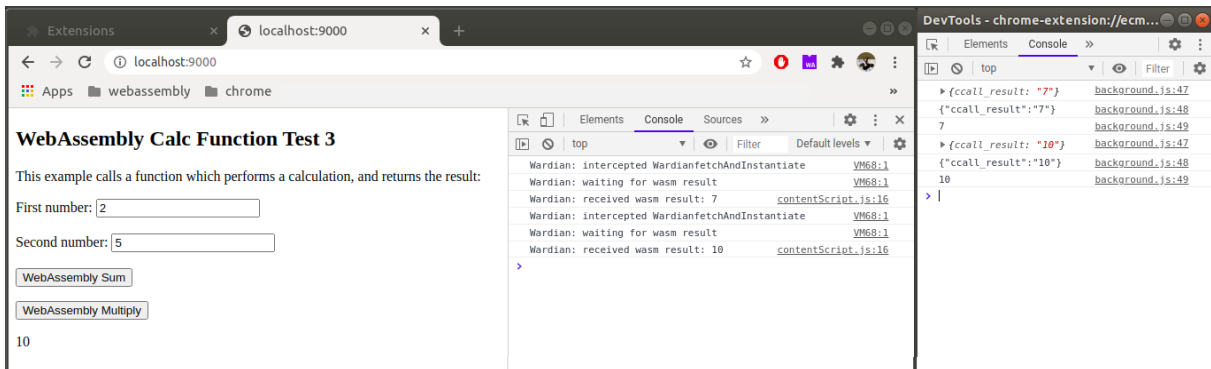 Extensions
localhost:9000
localhost:9000
Apps webassembly chrome
WebAssembly Calc Function Test 3
This example calls a function which performs a calculation, and returns the result:
First number: 2
Second number: 5
WebAssembly Sum
WebAssembly Multiply
10
Elements Console Sources »
top Filter Default levels ▼
Wardian: intercepted WardianfetchAndInstantiate VM68:1
Wardian: waiting for wasm result VM68:1
Wardian: received wasm result: 7 contentScript.js:16
Wardian: intercepted WardianfetchAndInstantiate VM68:1
Wardian: waiting for wasm result VM68:1
Wardian: received wasm result: 10 contentScript.js:16
DevTools - chrome-extension://ecm...
Elements Console »
top Filter
{ccall_result: "7"} background.js:47
{"ccall_result":"7"} background.js:48
7 background.js:49
{ccall_result: "10"} background.js:47
{"ccall_result":"10"} background.js:48
10 background.js:49